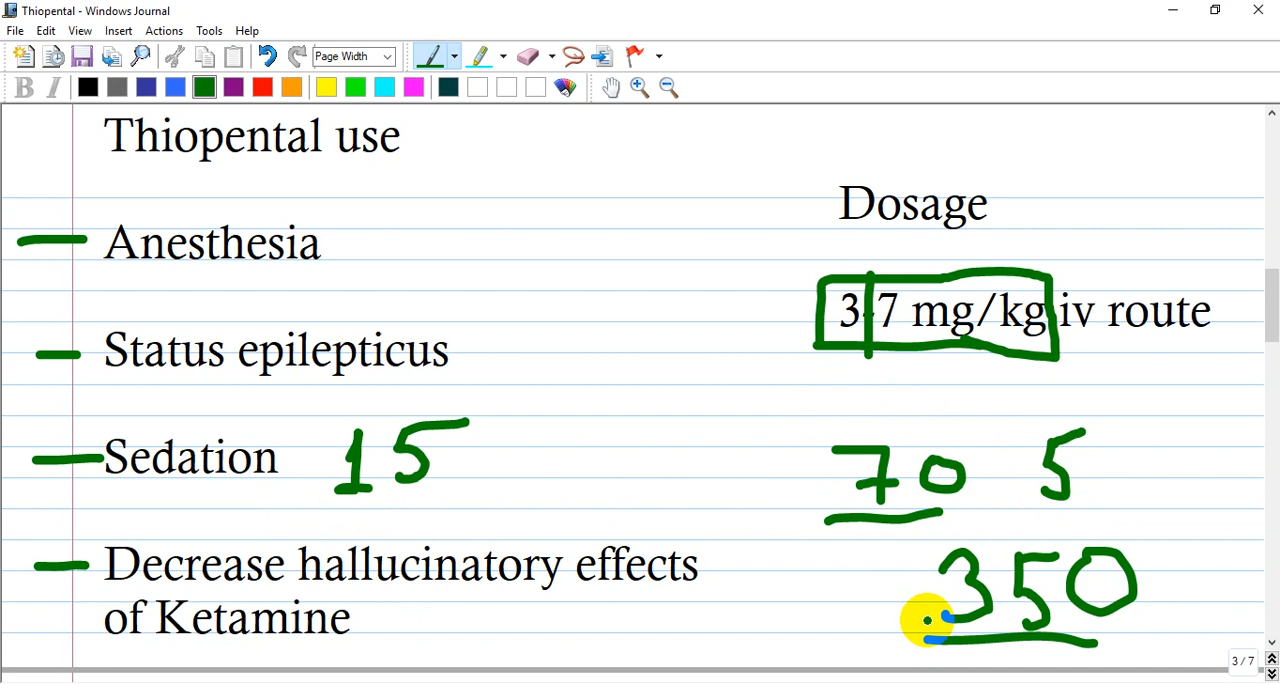 Thiopental - Windows Journal
File Edit View Insert Actions Tools Help
Page Width
B I
Thiopental use
Dosage
Anesthesia
3-7 mg/kg iv route
Status epilepticus
Sedation 15
70 5
Decrease hallucinatory effects
of Ketamine
350
3 / 7